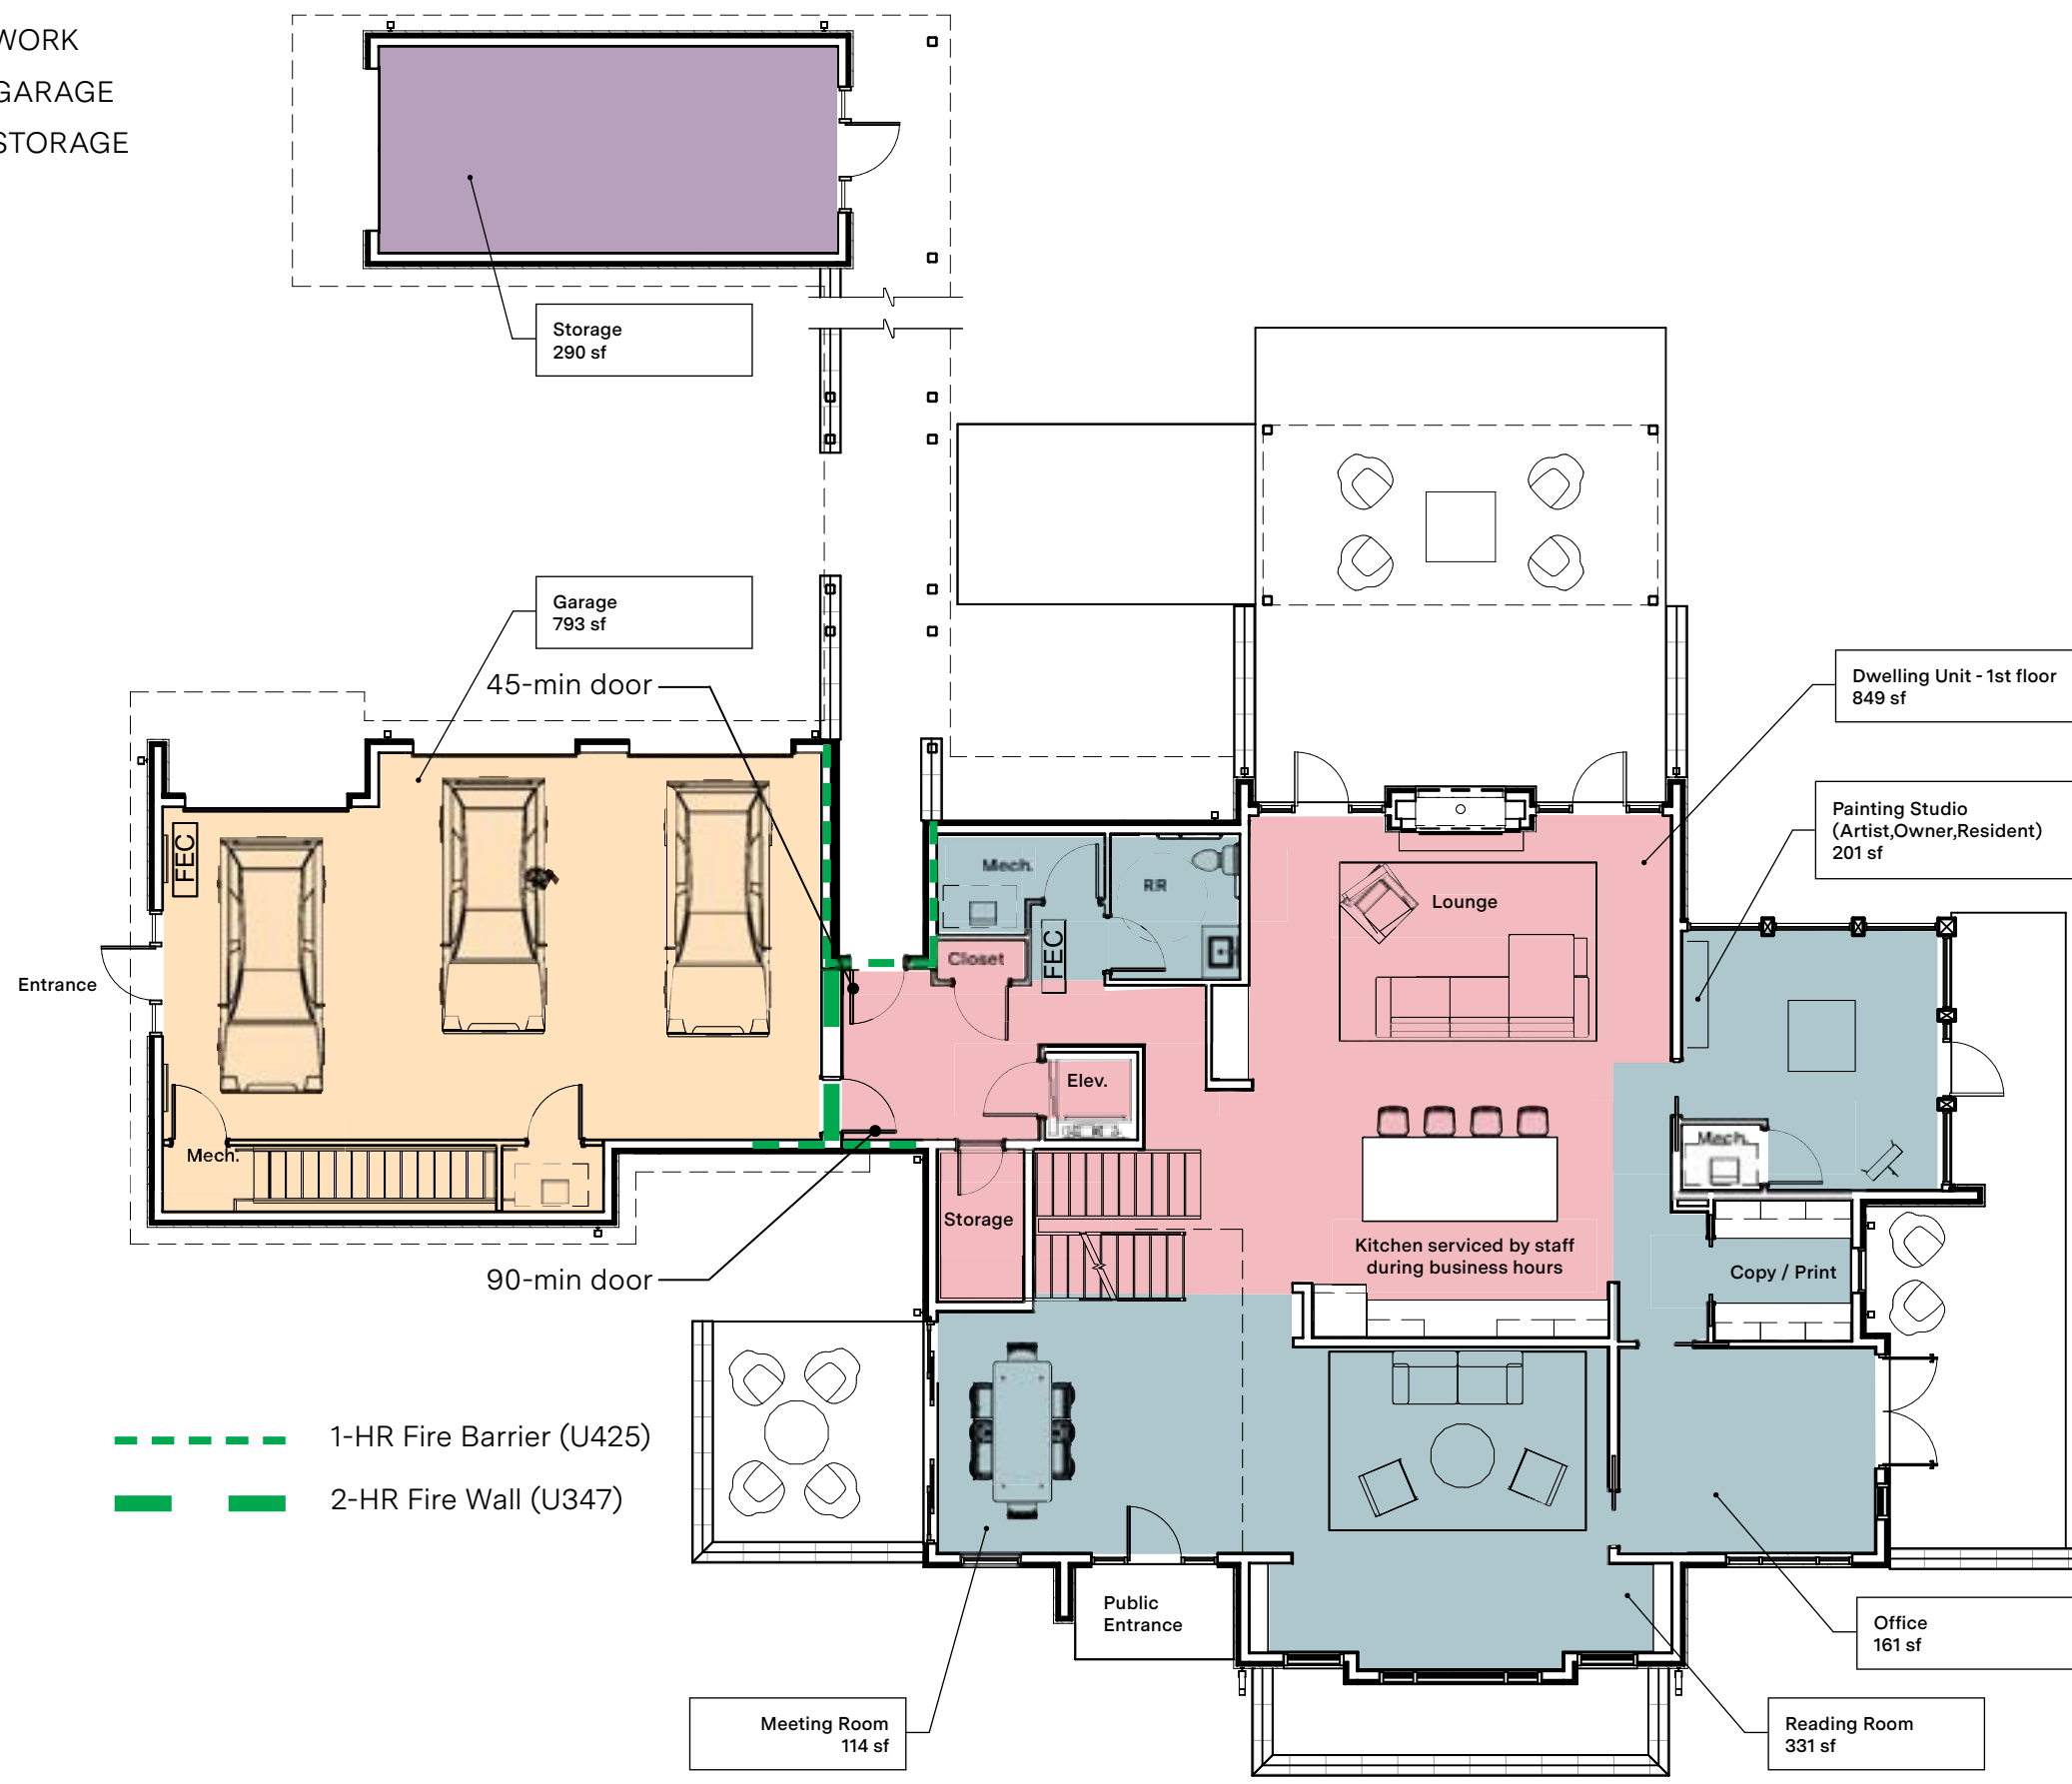 WORK
GARAGE
STORAGE
Storage
290 sf
Garage
793 sf
45-min door
Dwelling Unit - 1st floor
849 sf
Painting Studio
(Artist,Owner,Resident)
201 sf
FEC
Mech.
RR
Lounge
Closet
FEC
Entrance
Elev.
Mech.
Mech.
Storage
Kitchen serviced by staff
during business hours
Copy / Print
90-min door
1-HR Fire Barrier (U425)
2-HR Fire Wall (U347)
Public
Entrance
Office
161 sf
Meeting Room
114 sf
Reading Room
331 sf